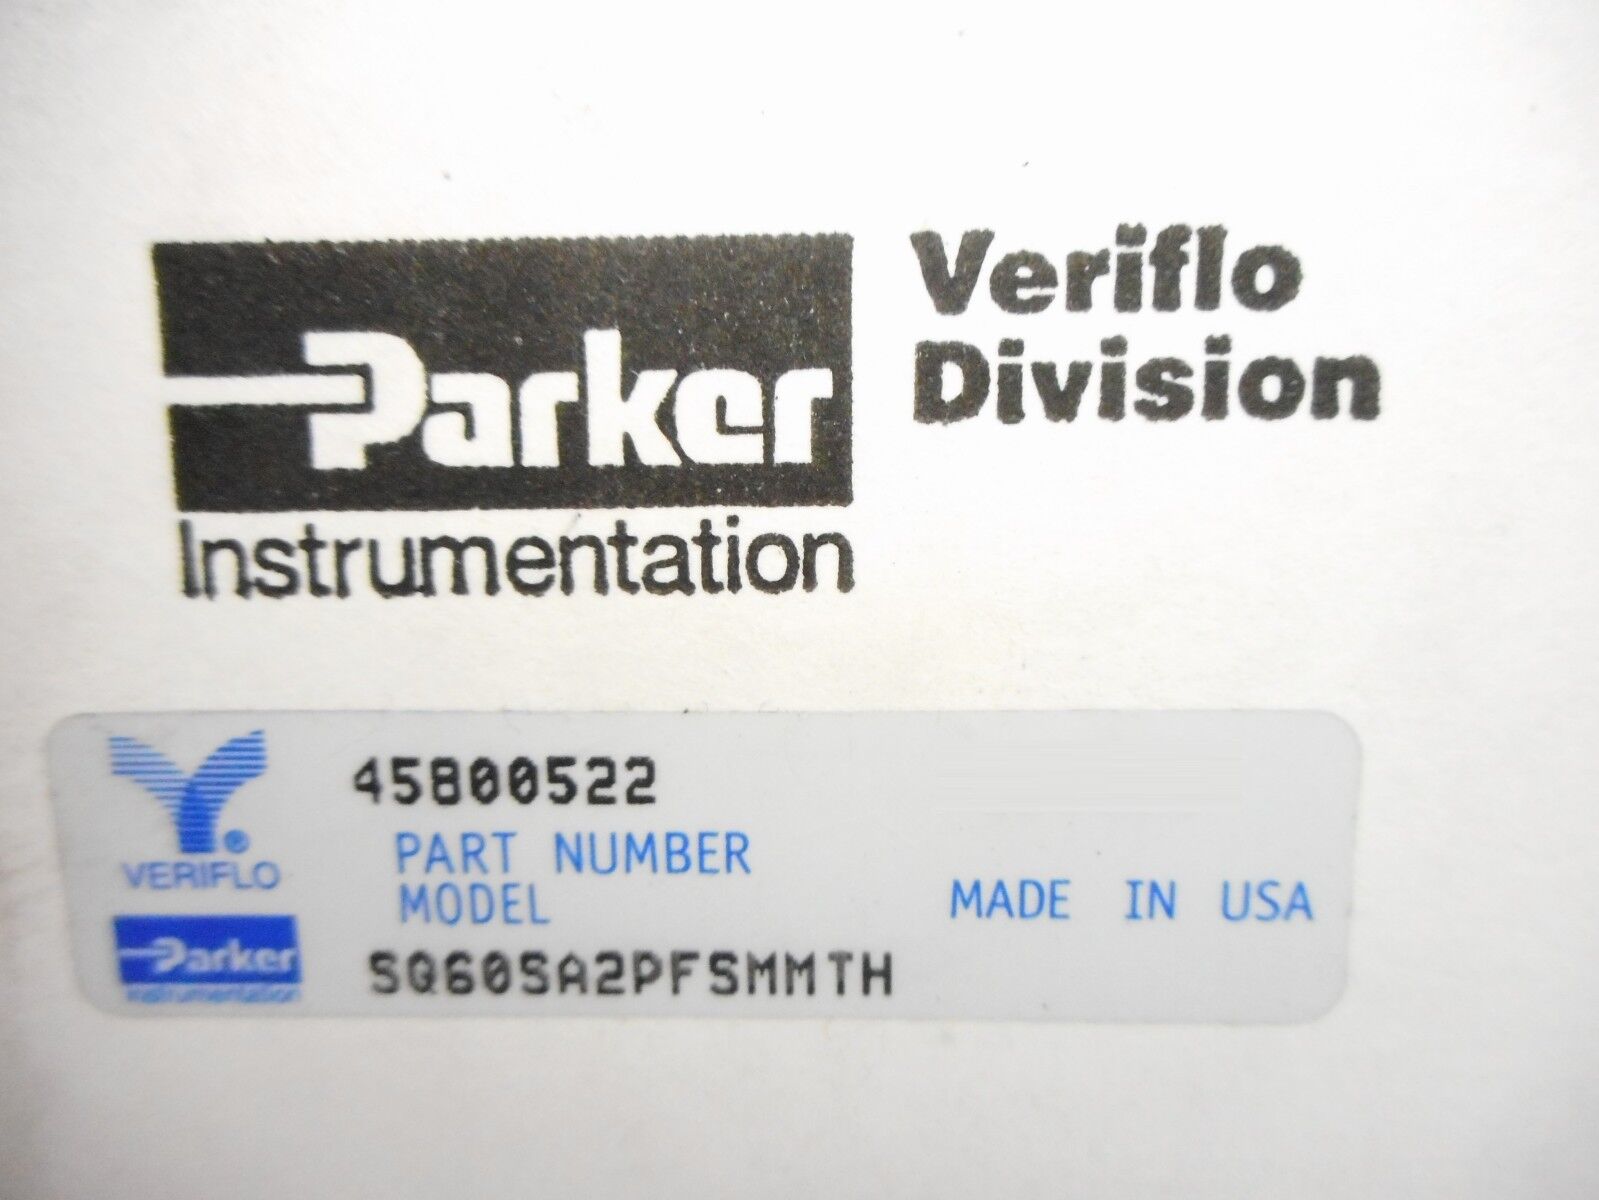 Parker
Instrumentation
Veriflo
Division
45800522
PART NUMBER
MODEL
SQ60SA2PFSMMTH
MADE IN USA
®
VERIFLO
Parker
Instrumentation